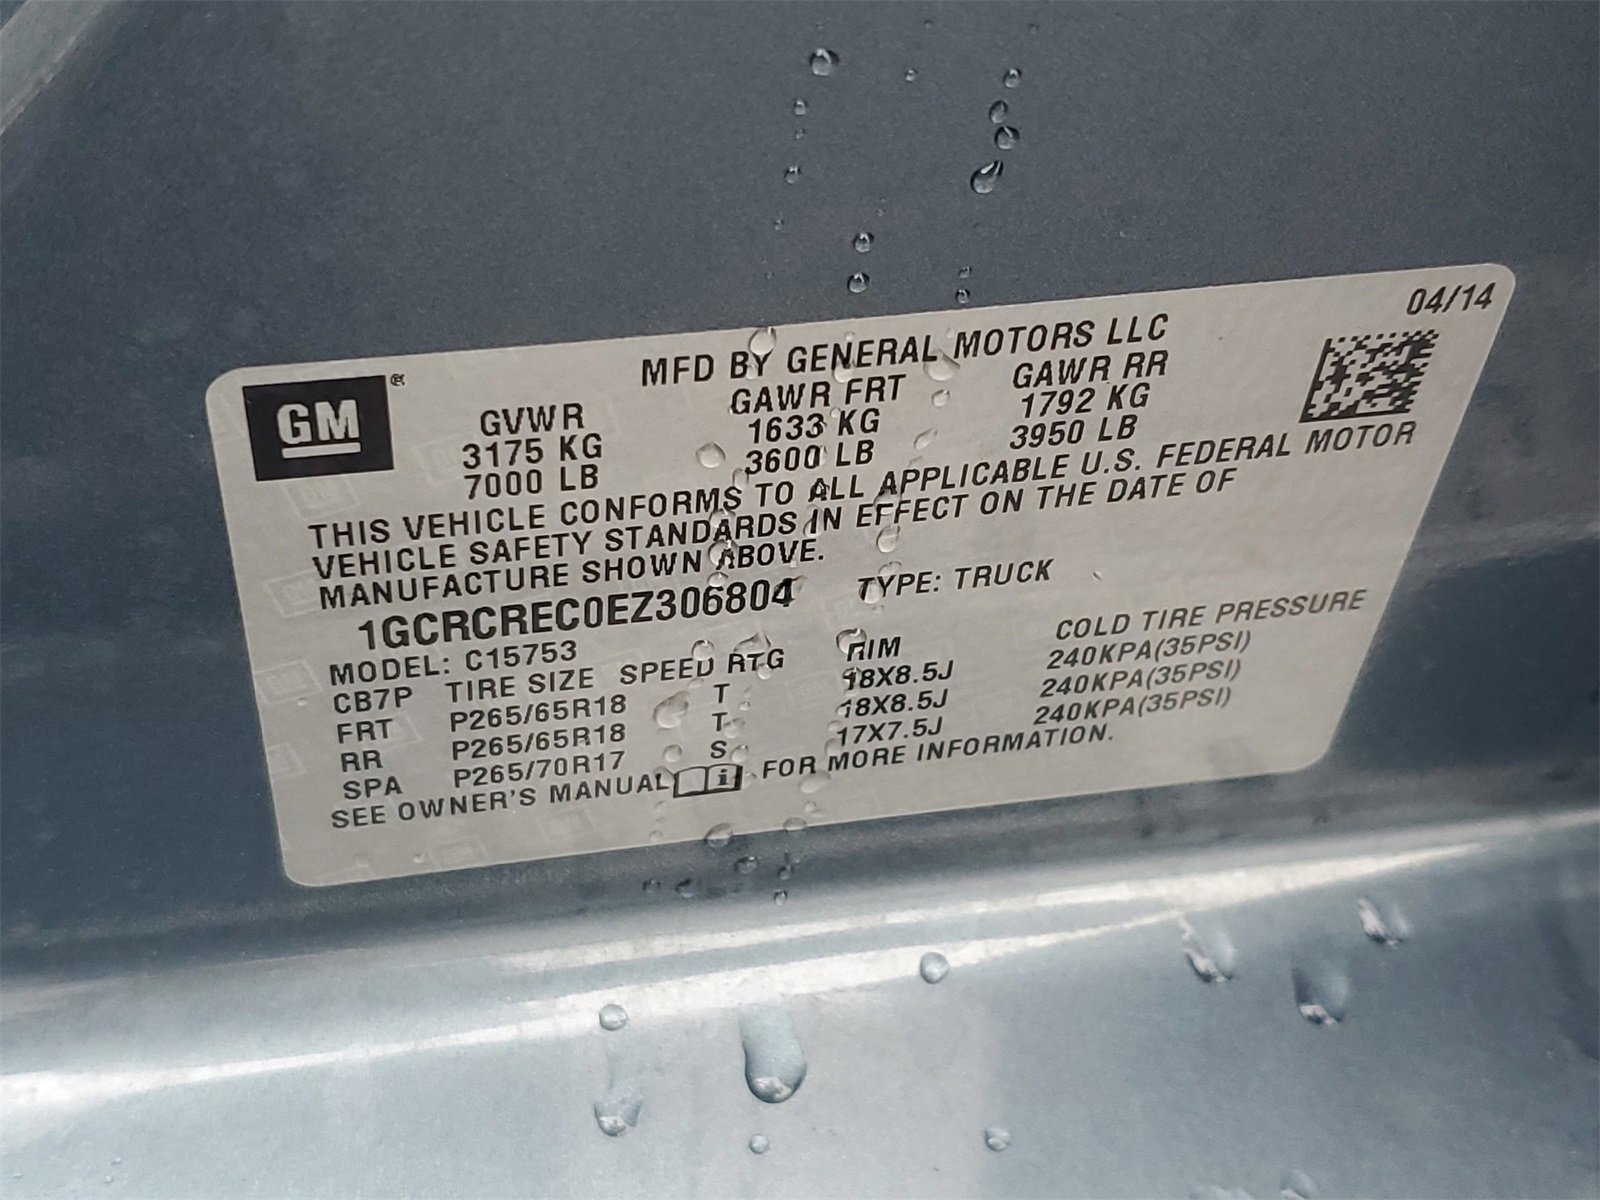 04/14
GM ®
MFD BY GENERAL MOTORS LLC
GVWR GAWR FRT GAWR RR
3175 KG 1633 KG 1792 KG
7000 LB 3600 LB 3950 LB
THIS VEHICLE CONFORMS TO ALL APPLICABLE U.S. FEDERAL MOTOR
VEHICLE SAFETY STANDARDS IN EFFECT ON THE DATE OF
MANUFACTURE SHOWN ABOVE.
1GCRCREC0EZ306804 TYPE: TRUCK
MODEL: C15753
CB7P TIRE SIZE SPEED RTG RIM COLD TIRE PRESSURE
FRT P265/65R18 T 18X8.5J 240KPA(35PSI)
RR P265/65R18 T 18X8.5J 240KPA(35PSI)
SPA P265/70R17 S 17X7.5J 240KPA(35PSI)
SEE OWNER'S MANUAL i FOR MORE INFORMATION.